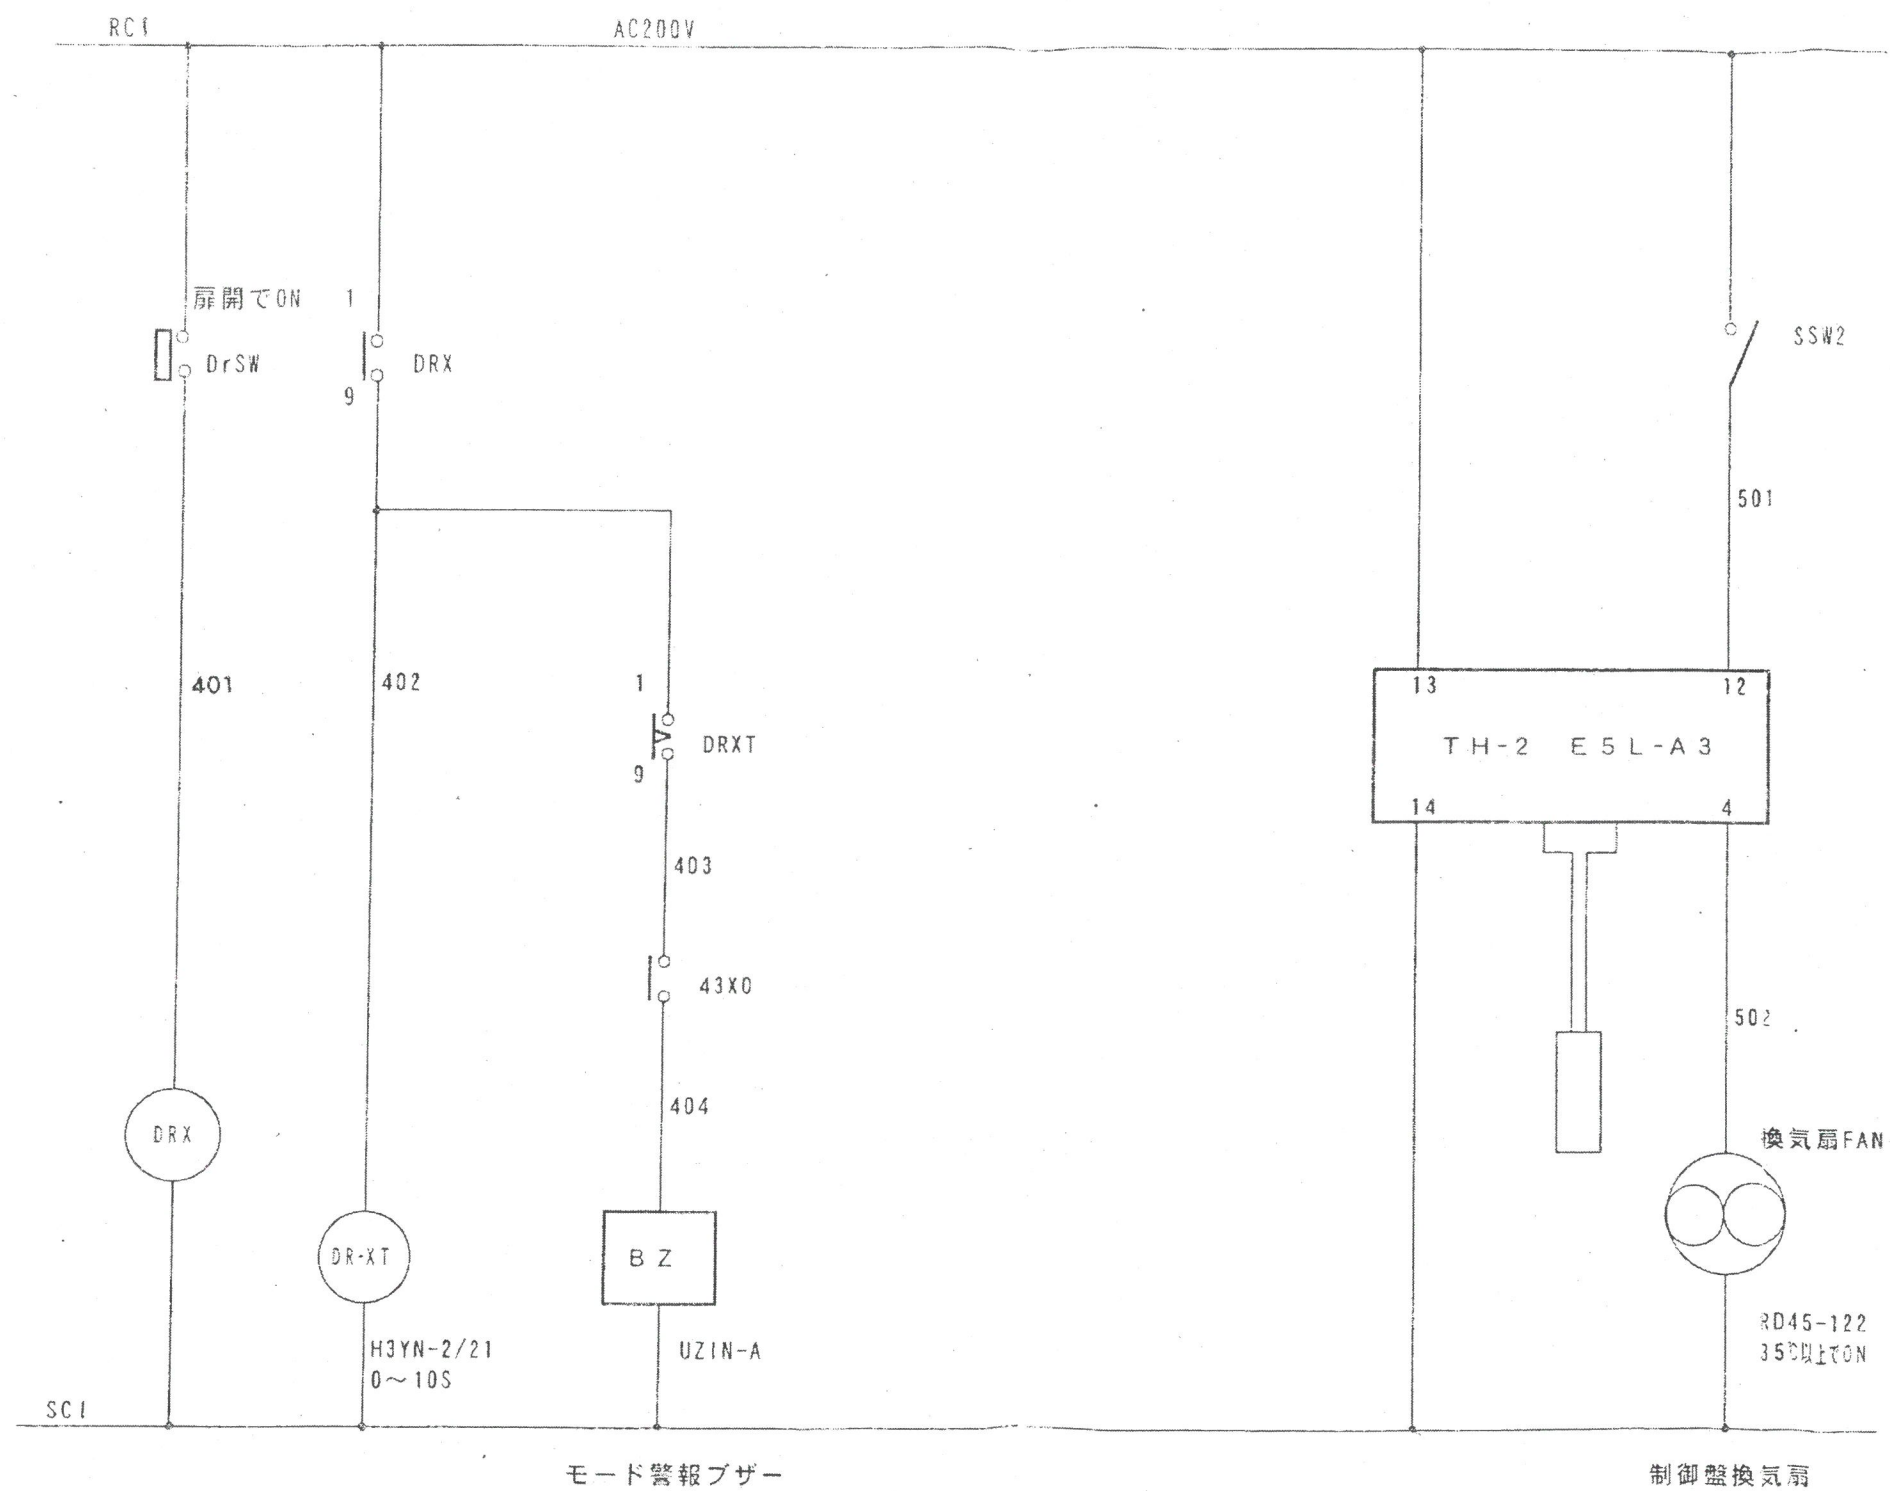 RC1
AC200V
扉開でON
1
DrSW
DRX
9
SSW2
501
401
402
1
DRXT
9
13
12
TH-2 E5L-A3
14
4
403
43X0
502
404
DRX
換気扇FAN
DR-XT
BZ
H3YN-2/21
0～10S
UZ1N-A
RD45-122
35℃以上でON
SC1
モード警報ブザー
制御盤換気扇